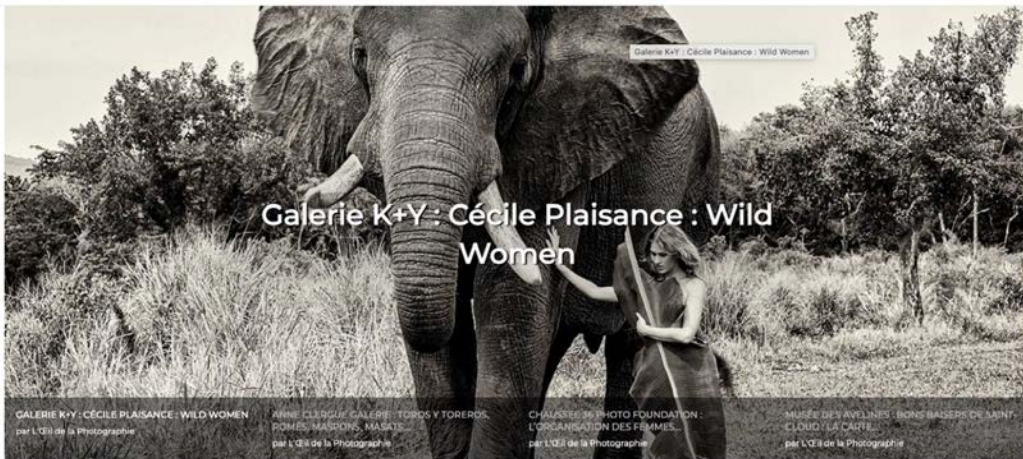 Galerie K+Y : Cécile Plaisance : Wild Women
Galerie K+Y : Cécile Plaisance : Wild
Women
GALERIE K+Y : CÉCILE PLAISANCE : WILD WOMEN
par L'Œil de la Photographie
ANNE CLERGUE GALERIE : TOROS Y TOREROS,
ROMÉS, MASPONS, MASATS...
par L'Œil de la Photographie
CHAUSSÉE 36 PHOTO FOUNDATION :
L'ORGANISATION DES FEMMES...
par L'Œil de la Photographie
MUSÉE DES AVELINES : BONS BAISERS DE SAINT-
CLOUD : LA CARTE...
par L'Œil de la Photographie